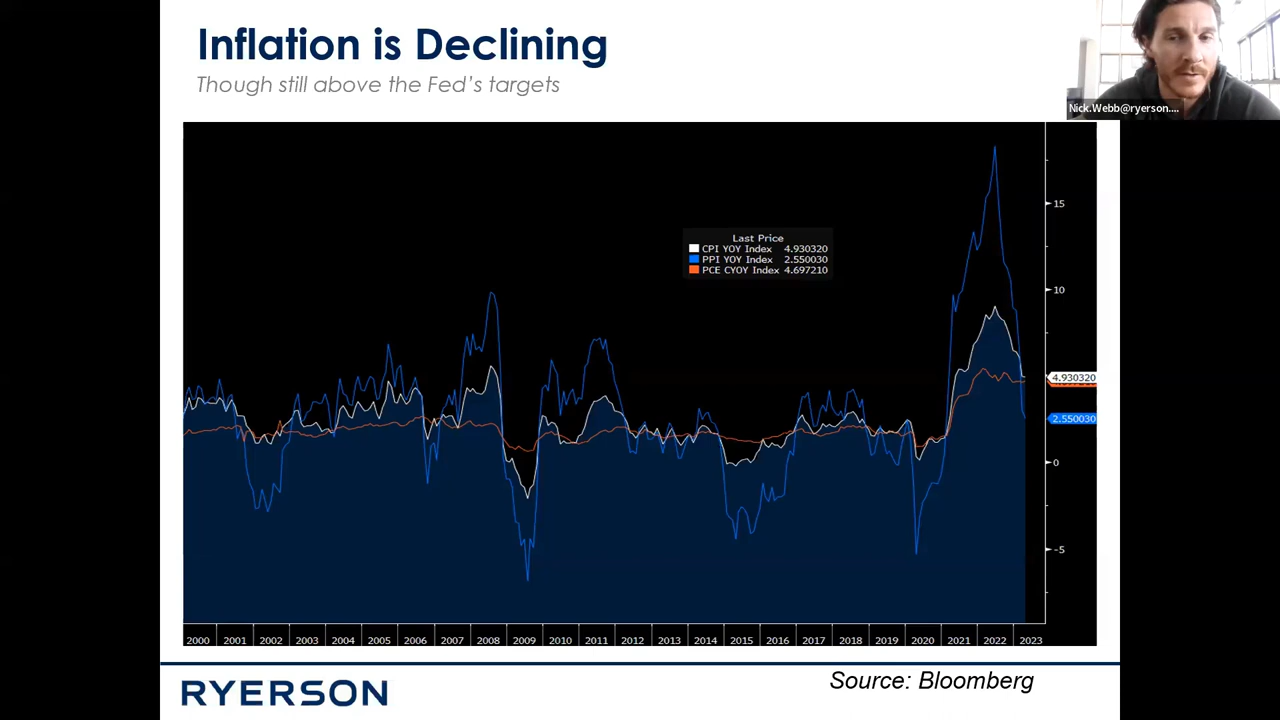 Inflation is Declining
Though still above the Fed's targets
Nick.Webb@ryerson....
Last Price
CPI YOY Index 4.930320
PPI YOY Index 2.550030
PCE CYOY Index 4.697210
15
10
4.930320
2.550030
0
-5
2000 2001 2002 2003 2004 2005 2006 2007 2008 2009 2010 2011 2012 2013 2014 2015 2016 2017 2018 2019 2020 2021 2022 2023
Source: Bloomberg
RYERSON